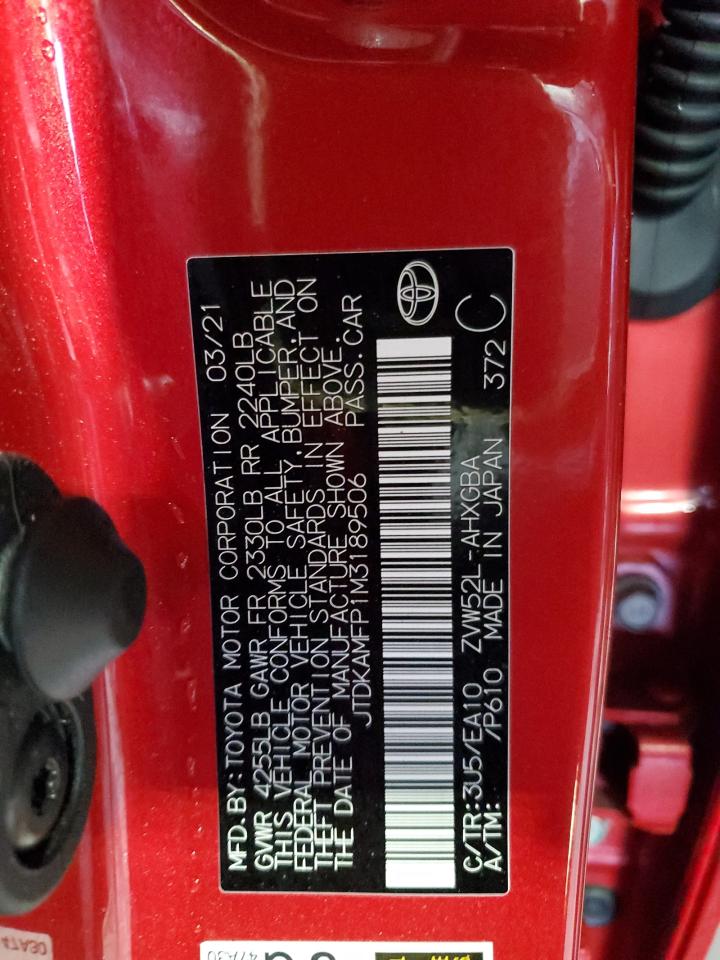 MFD. BY: TOYOTA MOTOR CORPORATION 03/21
GVWR 4255LB GAWR FR 2330LB RR 2240LB
THIS VEHICLE CONFORMS TO ALL APPLICABLE
FEDERAL MOTOR VEHICLE SAFETY, BUMPER, AND
THEFT PREVENTION STANDARDS IN EFFECT ON
THE DATE OF MANUFACTURE SHOWN ABOVE.
JTDKAMFP1M3189506 PASS. CAR
C/TR: 3U5/EA10 ZVW52L-AHXGBA
A/TM: /P610 MADE IN JAPAN 372 C
47A30